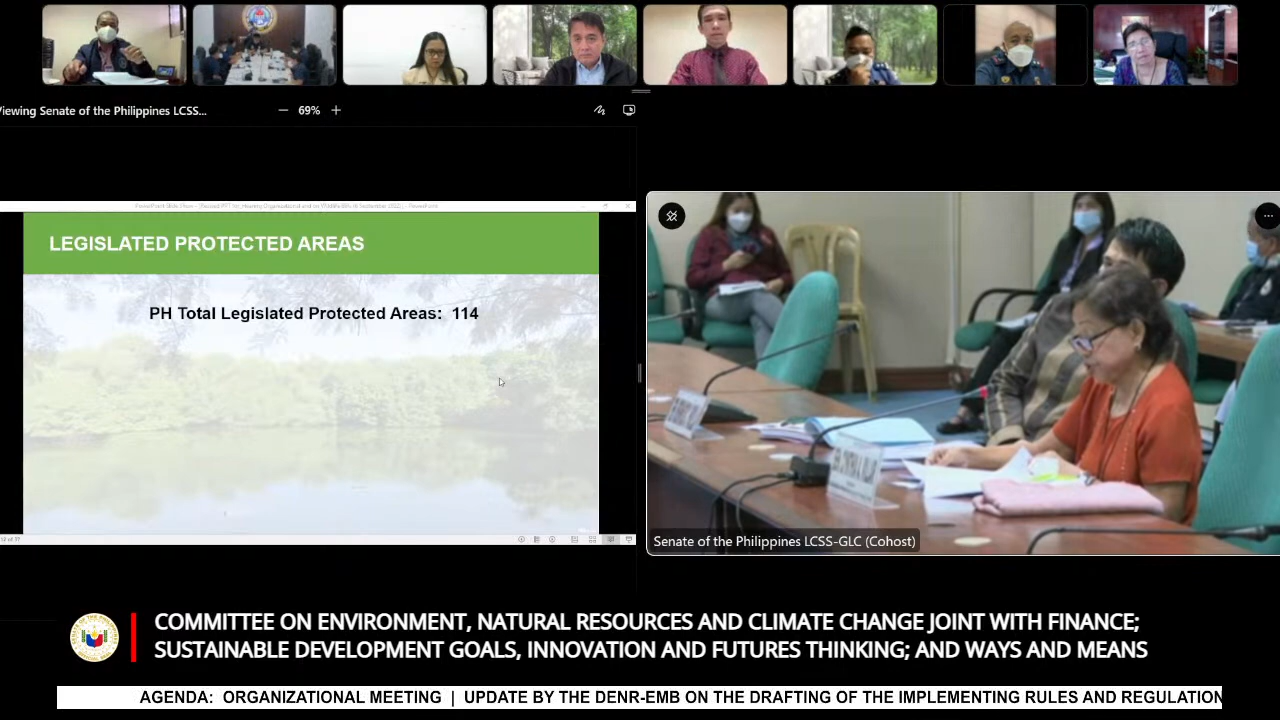 Viewing Senate of the Philippines LCSS...
69%
LEGISLATED PROTECTED AREAS
PH Total Legislated Protected Areas: 114
Senate of the Philippines LCSS-GLC (Cohost)
COMMITTEE ON ENVIRONMENT, NATURAL RESOURCES AND CLIMATE CHANGE JOINT WITH FINANCE;
SUSTAINABLE DEVELOPMENT GOALS, INNOVATION AND FUTURES THINKING; AND WAYS AND MEANS
AGENDA: ORGANIZATIONAL MEETING | UPDATE BY THE DENR-EMB ON THE DRAFTING OF THE IMPLEMENTING RULES AND REGULATION